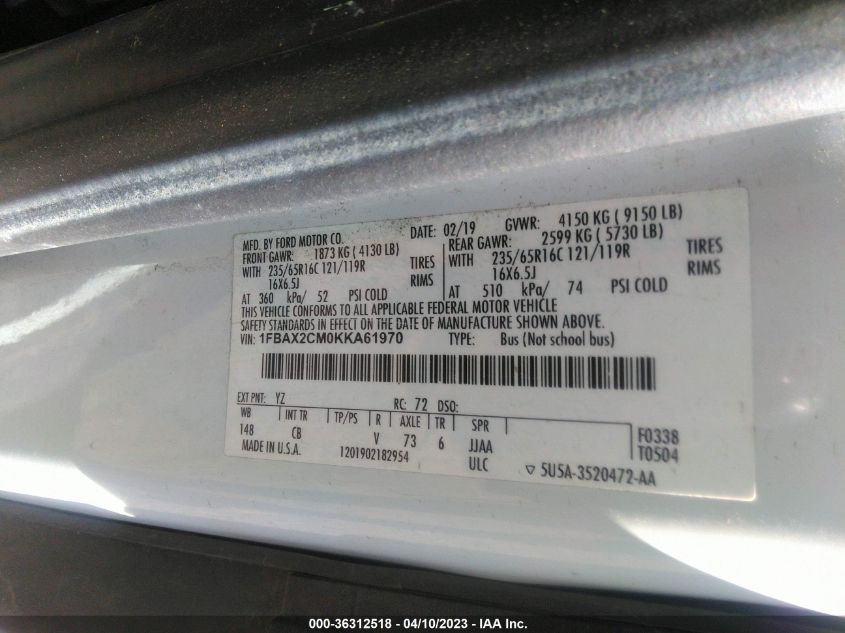 MFD. BY FORD MOTOR CO. DATE: 02/19 GVWR: 4150 KG ( 9150 LB)
FRONT GAWR: 1873 KG ( 4130 LB) REAR GAWR: 2599 KG ( 5730 LB)
WITH 235/65R16C 121/119R TIRES WITH 235/65R16C 121/119R TIRES
16X6.5J RIMS 16X6.5J RIMS
AT 360 kPa/ 52 PSI COLD AT 510 kPa/ 74 PSI COLD
THIS VEHICLE CONFORMS TO ALL APPLICABLE FEDERAL MOTOR VEHICLE
SAFETY STANDARDS IN EFFECT ON THE DATE OF MANUFACTURE SHOWN ABOVE.
VIN: 1FBAX2CM0KKA61970 TYPE: Bus (Not school bus)
EXT PNT: YZ RC: 72 DSO:
WB INT TR TP/PS R AXLE TR SPR
148 CB V 73 6 JJAA F0338
MADE IN U.S.A. 1201902182954 ULC T0504
5U5A-3520472-AA
000-36312518 - 04/10/2023 - IAA Inc.